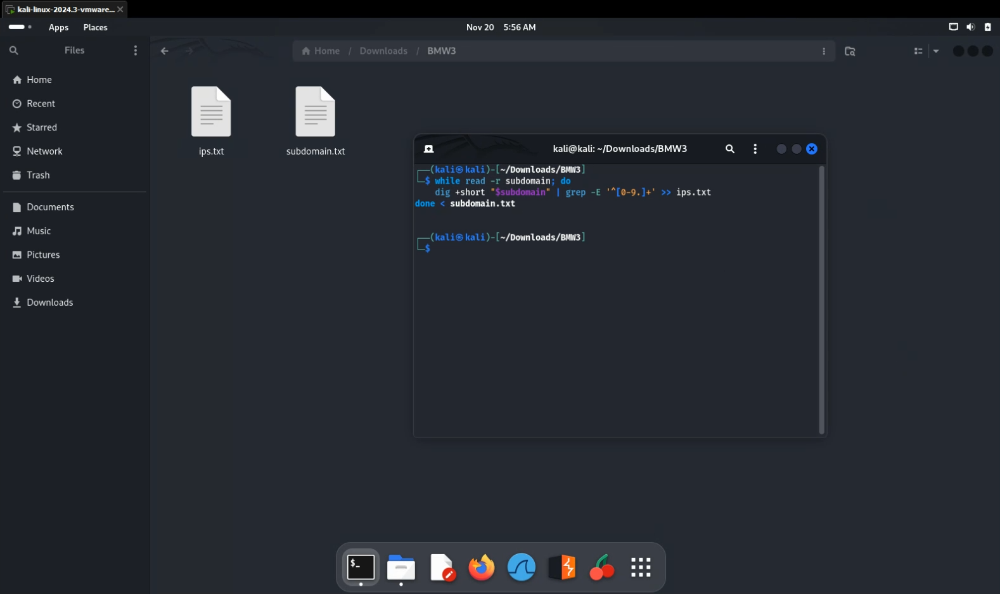 kali-linux-2024.3-vmware...
Apps Places Nov 20 5:56 AM
Files
Home / Downloads / BMW3
Home
Recent
Starred
Network
Trash
Documents
Music
Pictures
Videos
Downloads
ips.txt
subdomain.txt
kali@kali: ~/Downloads/BMW3
┌──(kali㉿kali)-[~/Downloads/BMW3]
└─$ while read -r subdomain; do
dig +short "$subdomain" | grep -E '^[0-9.]+' >> ips.txt
done < subdomain.txt
┌──(kali㉿kali)-[~/Downloads/BMW3]
└─$
$_